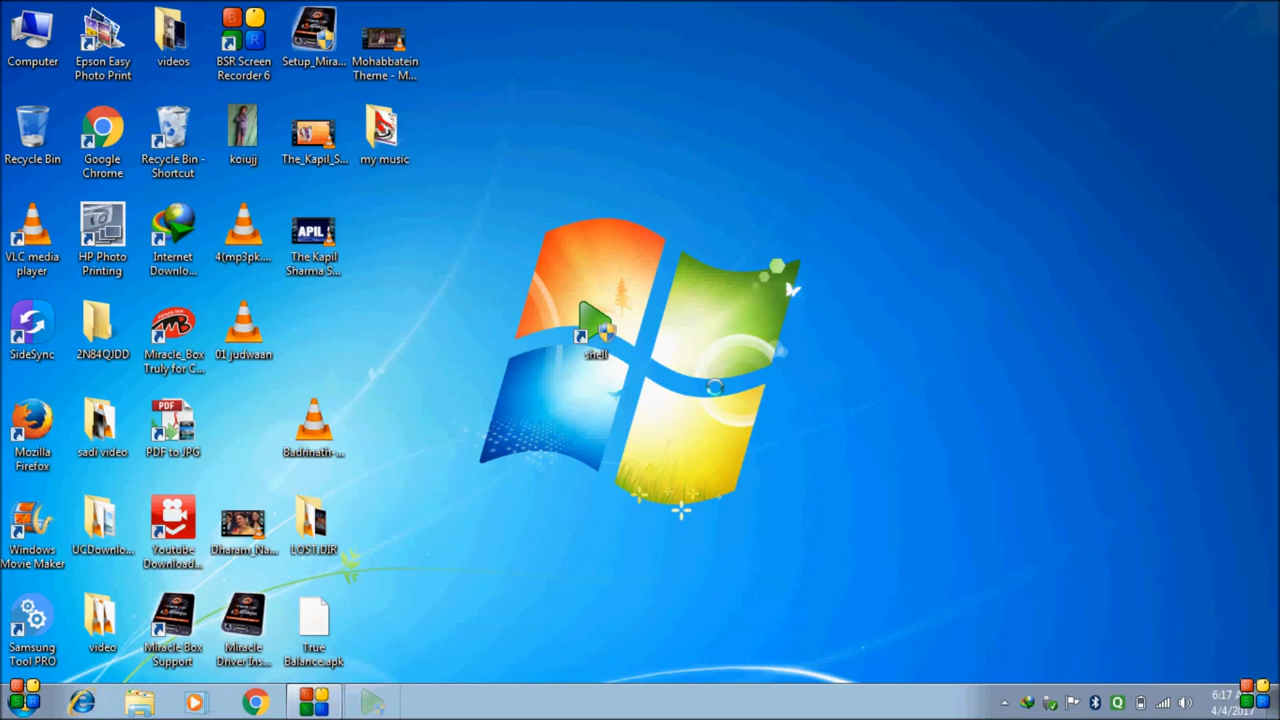 Computer
Epson Easy
Photo Print
videos
BSR Screen
Recorder 6
Setup_Mira...
Mohabbatein
Theme - M...
Recycle Bin
Google
Chrome
Recycle Bin -
Shortcut
koiujj
The_Kapil_S...
my music
VLC media
player
HP Photo
Printing
Internet
Downlo...
4(mp3pk....
APIL
The Kapil
Sharma S...
SideSync
2N84QJDD
Miracle_Box
Truly for C...
01 judwaan
shell
Mozilla
Firefox
sadi video
PDF
PDF to JPG
Badrinath-...
Windows
Movie Maker
UCDownlo...
Youtube
Download...
Dharam_Na...
LOST.DIR
Samsung
Tool PRO
video
Miracle Box
Support
Miracle
Driver Ins...
True
Balance.apk
6:17 A
4/4/2017